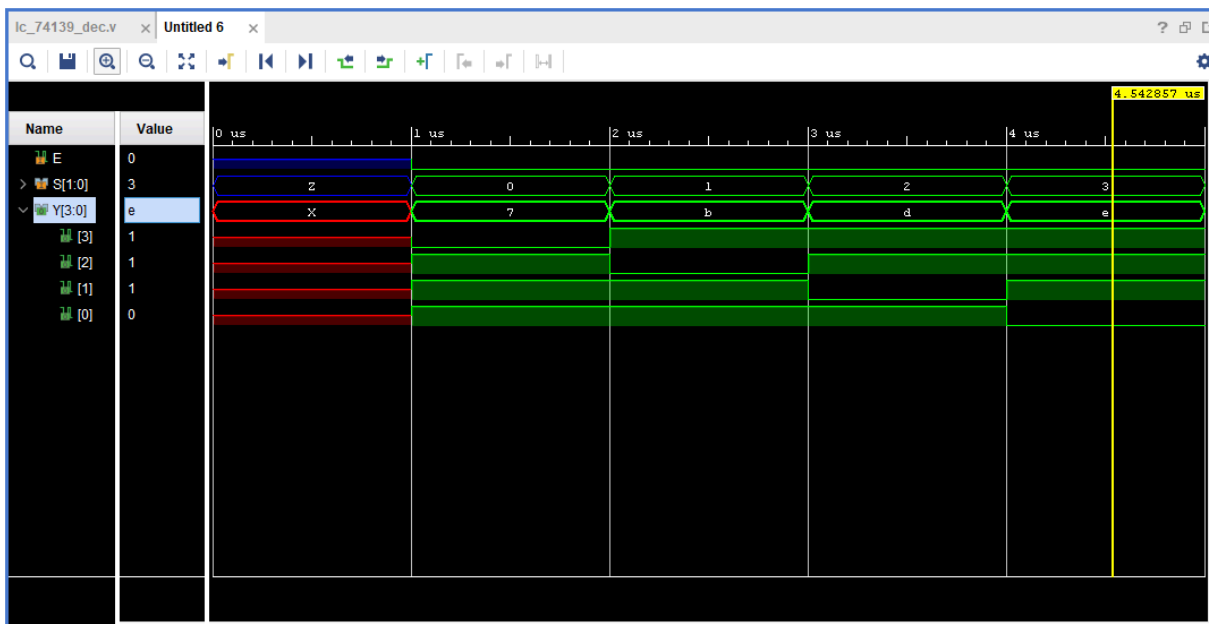 lc_74139_dec.v × Untitled 6 × ?
4.542857 us
Name Value 0 us 1 us 2 us 3 us 4 us
E 0
S[1:0] 3 Z 0 1 2 3
Y[3:0] e X 7 b d e
[3] 1
[2] 1
[1] 1
[0] 0